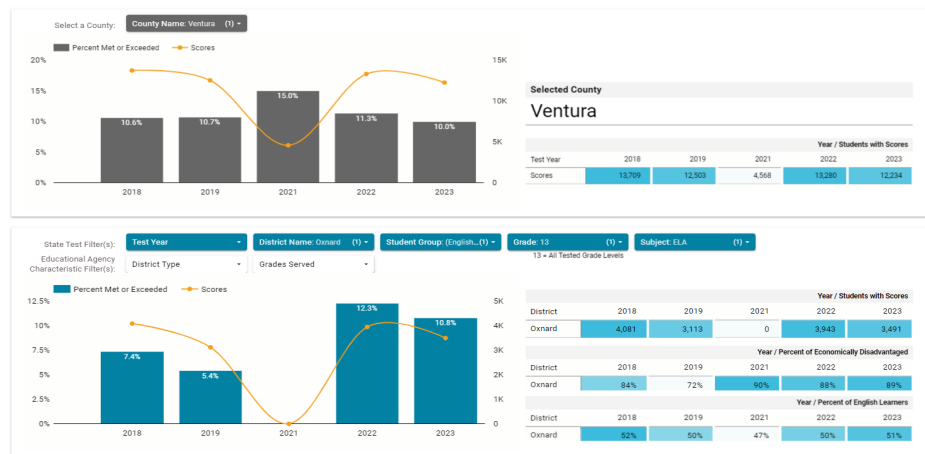 Select a County: County Name: Ventura (1)
Percent Met or Exceeded Scores
20% 15K
15% 10K
10% 5K
5%
0% 0
10.6% 10.7% 15.0% 11.3% 10.0%
2018 2019 2021 2022 2023
Selected County
Ventura
Year / Students with Scores
Test Year 2018 2019 2021 2022 2023
Scores 13,709 12,503 4,568 13,280 12,234
State Test Filter(s): Test Year District Name: Oxnard (1) Student Group: (English...(1) Grade: 13 (1) Subject: ELA (1)
Educational Agency
Characteristic Filter(s): District Type Grades Served
13 = All Tested Grade Levels
Percent Met or Exceeded Scores
12.5% 5K
10% 4K
7.5% 3K
5% 2K
2.5% 1K
0% 0
7.4% 5.4% 12.3% 10.8%
2018 2019 2021 2022 2023
Year / Students with Scores
District 2018 2019 2021 2022 2023
Oxnard 4,081 3,113 0 3,943 3,491
Year / Percent of Economically Disadvantaged
District 2018 2019 2021 2022 2023
Oxnard 84% 72% 90% 88% 89%
Year / Percent of English Learners
District 2018 2019 2021 2022 2023
Oxnard 52% 50% 47% 50% 51%